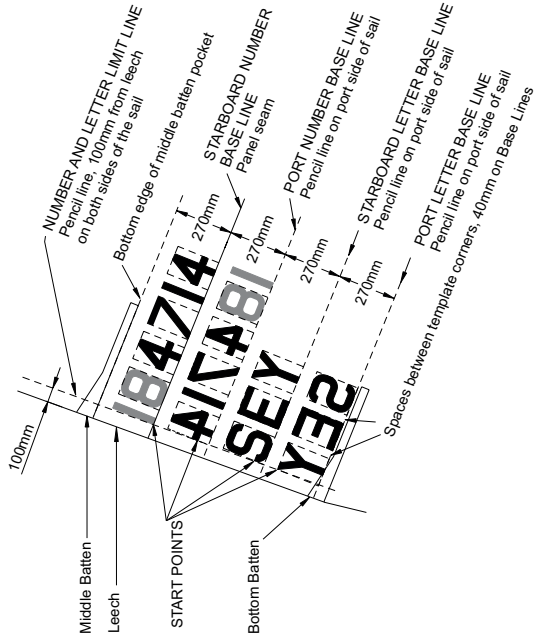 NUMBER AND LETTER LIMIT LINE
Pencil line, 100mm from leech
on both sides of the sail
Bottom edge of middle batten pocket
STARBOARD NUMBER
BASE LINE
Panel seam
PORT NUMBER BASE LINE
Pencil line on port side of sail
STARBOARD LETTER BASE LINE
Pencil line on port side of sail
PORT LETTER BASE LINE
Pencil line on port side of sail
Spaces between template corners, 40mm on Base Lines
270mm
270mm
270mm
270mm
184714
184714
SEY
SEY
100mm
Middle Batten
Leech
START POINTS
Bottom Batten